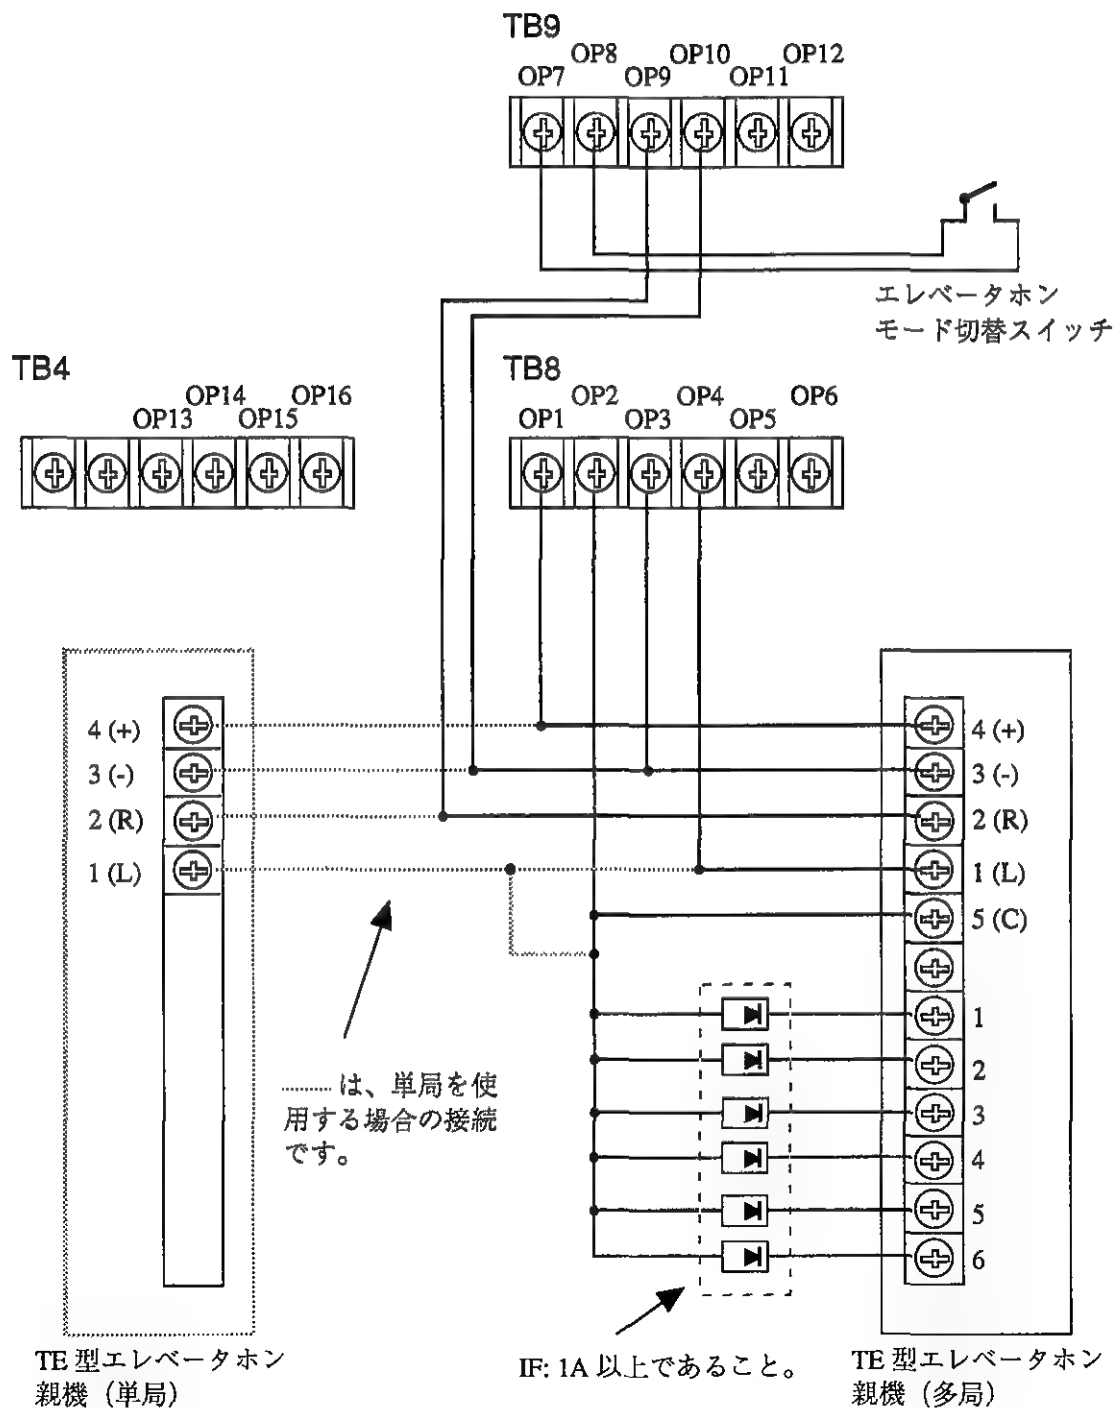 TB9
OP7 OP8 OP9 OP10 OP11 OP12
エレベータホン
モード切替スイッチ
TB4
OP13 OP14 OP15 OP16
TB8
OP1 OP2 OP3 OP4 OP5 OP6
4 (+)
3 (-)
2 (R)
1 (L)
4 (+)
3 (-)
2 (R)
1 (L)
5 (C)
1
2
3
4
5
6
........ は、単局を使
用する場合の接続
です。
TE 型エレベータホン
親機（単局）
IF: 1A 以上であること。
TE 型エレベータホン
親機（多局）